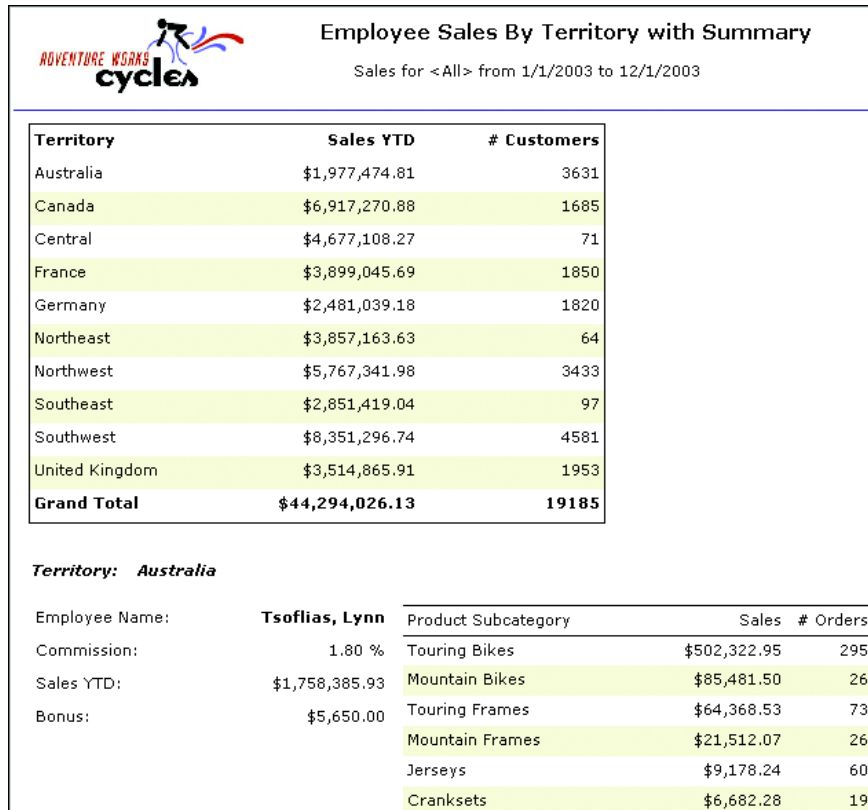 ADVENTURE WORKS
cycles
Employee Sales By Territory with Summary
Sales for <All> from 1/1/2003 to 12/1/2003
Territory Sales YTD # Customers
Australia $1,977,474.81 3631
Canada $6,917,270.88 1685
Central $4,677,108.27 71
France $3,899,045.69 1850
Germany $2,481,039.18 1820
Northeast $3,857,163.63 64
Northwest $5,767,341.98 3433
Southeast $2,851,419.04 97
Southwest $8,351,296.74 4581
United Kingdom $3,514,865.91 1953
Grand Total $44,294,026.13 19185
Territory: Australia
Employee Name: Tsoflias, Lynn
Commission: 1.80 %
Sales YTD: $1,758,385.93
Bonus: $5,650.00
Product Subcategory Sales # Orders
Touring Bikes $502,322.95 295
Mountain Bikes $85,481.50 26
Touring Frames $64,368.53 73
Mountain Frames $21,512.07 26
Jerseys $9,178.24 60
Cranksets $6,682.28 19